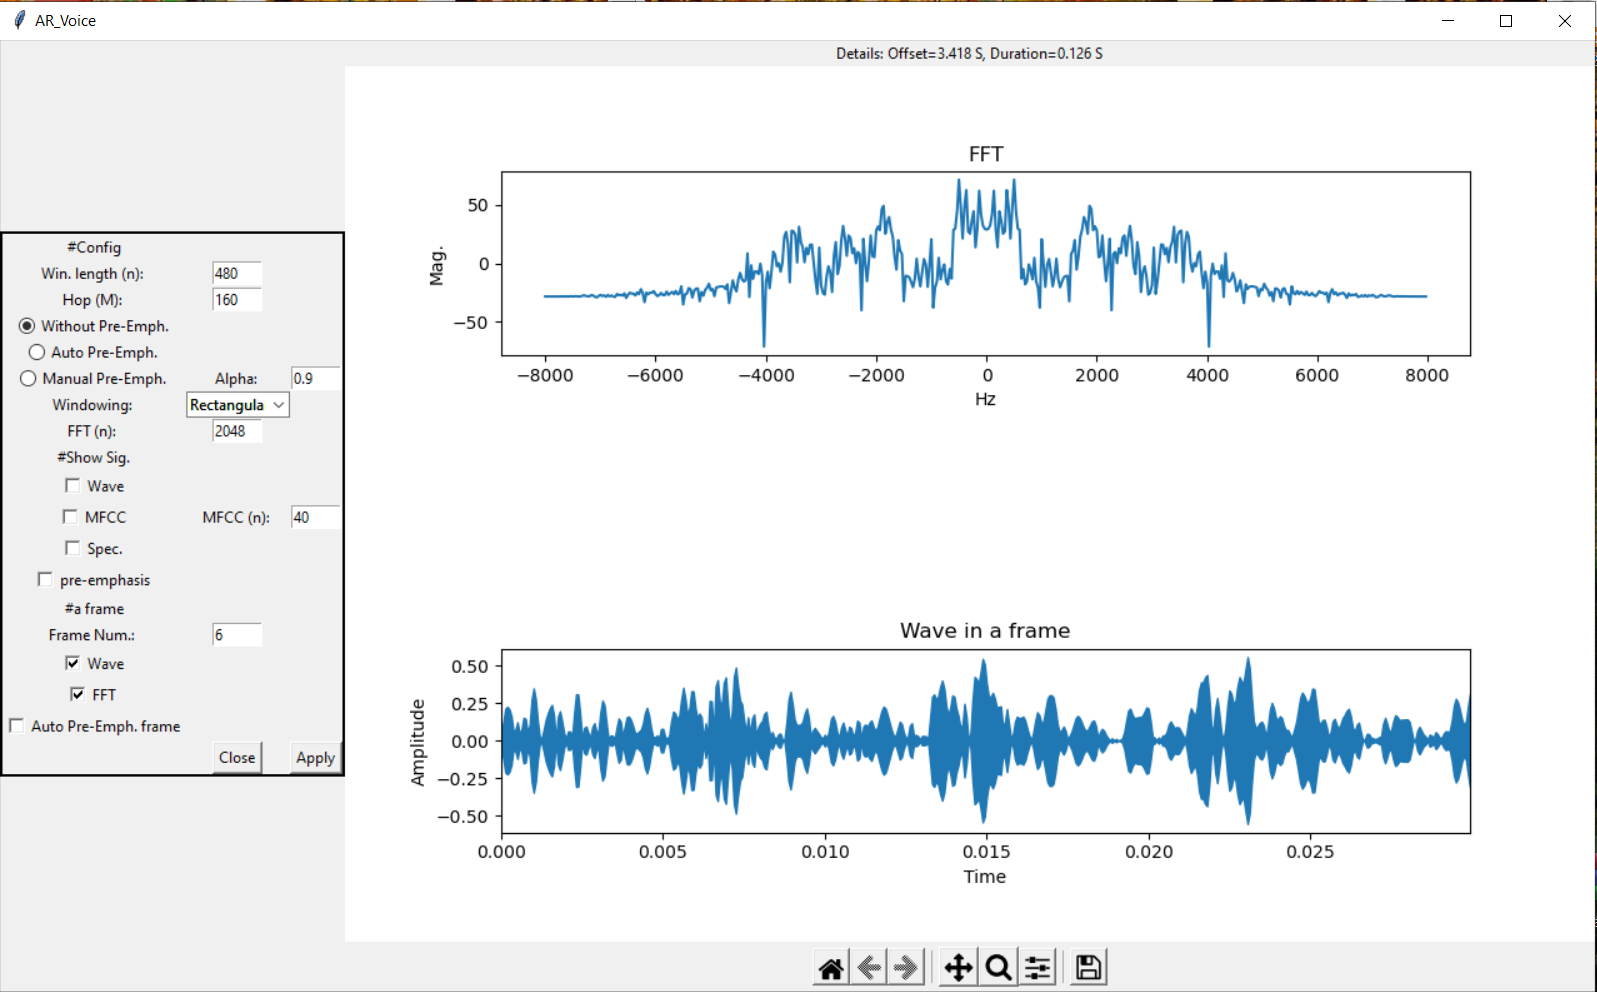 AR_Voice
Details: Offset=3.418 S, Duration=0.126 S
#Config
Win. length (n): 480
Hop (M): 160
Without Pre-Emph.
Auto Pre-Emph.
Manual Pre-Emph. Alpha: 0.9
Windowing: Rectangula
FFT (n): 2048
#Show Sig.
Wave
MFCC MFCC (n): 40
Spec.
pre-emphasis
#a frame
Frame Num.: 6
Wave
FFT
Auto Pre-Emph. frame
Close Apply
FFT
Mag.
50
0
−50
−8000 −6000 −4000 −2000 0 2000 4000 6000 8000
Hz
Wave in a frame
Amplitude
0.50
0.25
0.00
−0.25
−0.50
0.000 0.005 0.010 0.015 0.020 0.025
Time